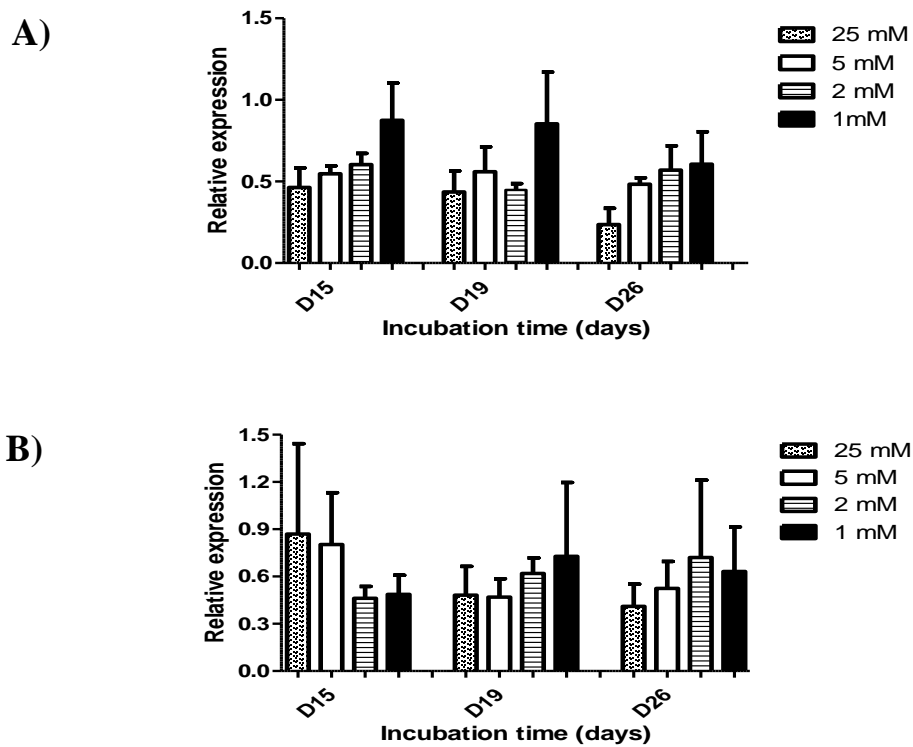 A)
1.5
1.0
0.5
0.0
Relative expression
25 mM
5 mM
2 mM
1mM
D15
D19
D26
Incubation time (days)
B)
1.5
1.2
0.9
0.6
0.3
0.0
Relative expression
25 mM
5 mM
2 mM
1 mM
D15
D19
D26
Incubation time (days)